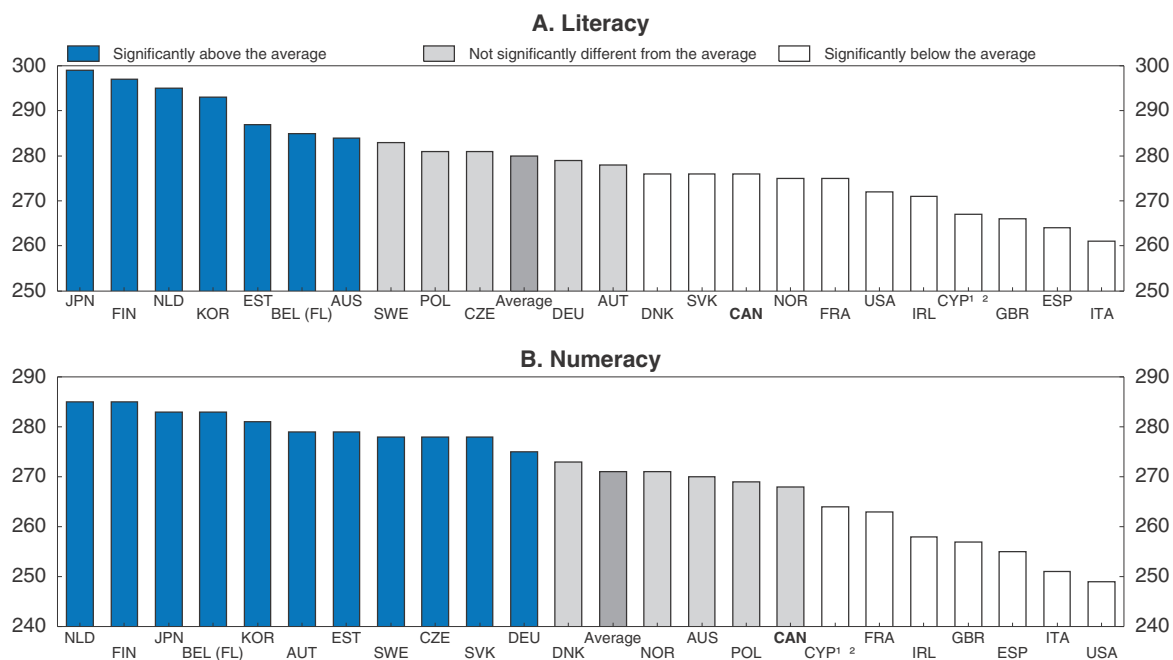 A. Literacy
Significantly above the average Not significantly different from the average Significantly below the average
300 300
290 290
280 280
270 270
260 260
250 250
JPN NLD EST AUS POL Average AUT SVK NOR USA CYP¹ ² ESP
FIN KOR BEL (FL) SWE CZE DEU DNK CAN FRA IRL GBR ITA
B. Numeracy
290 290
280 280
270 270
260 260
250 250
240 240
NLD JPN KOR EST CZE DEU Average AUS CAN FRA GBR ITA
FIN BEL (FL) AUT SWE SVK DNK NOR POL CYP¹ ² IRL ESP USA